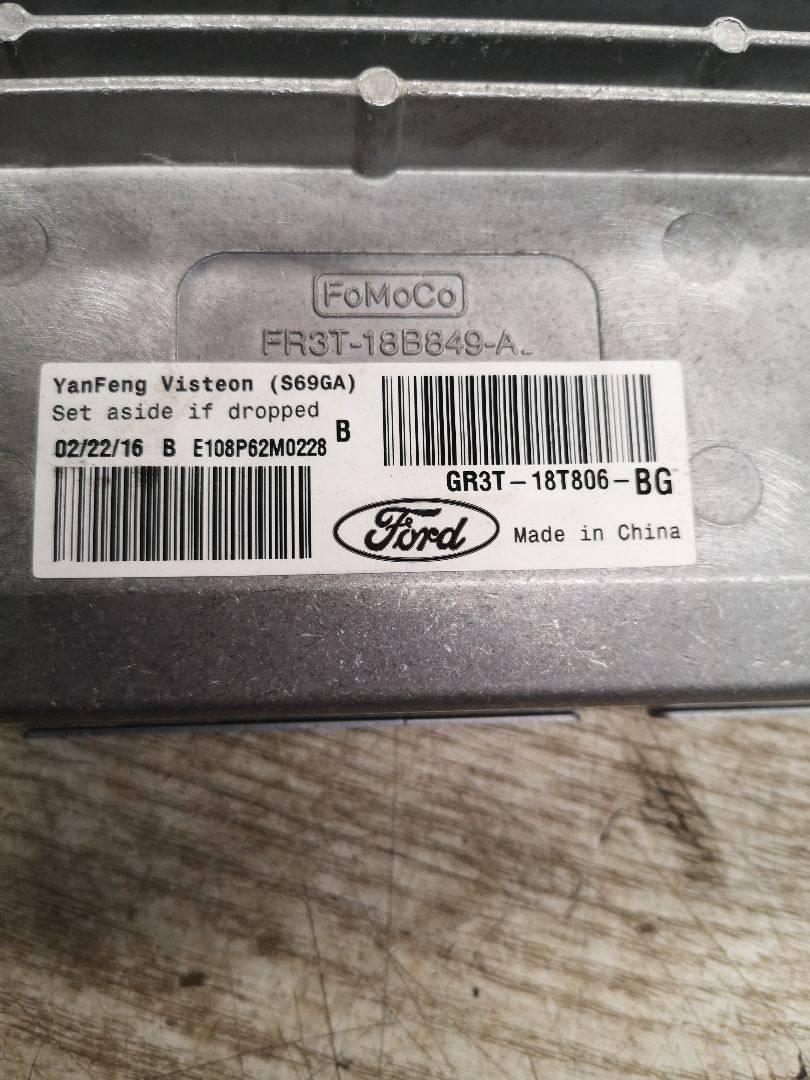 FoMoCo
FR3T-18B849-A
YanFeng Visteon (S69GA)
Set aside if dropped
02/22/16 B E108P62M0228 B
GR3T-18T806-BG
Ford
Made in China